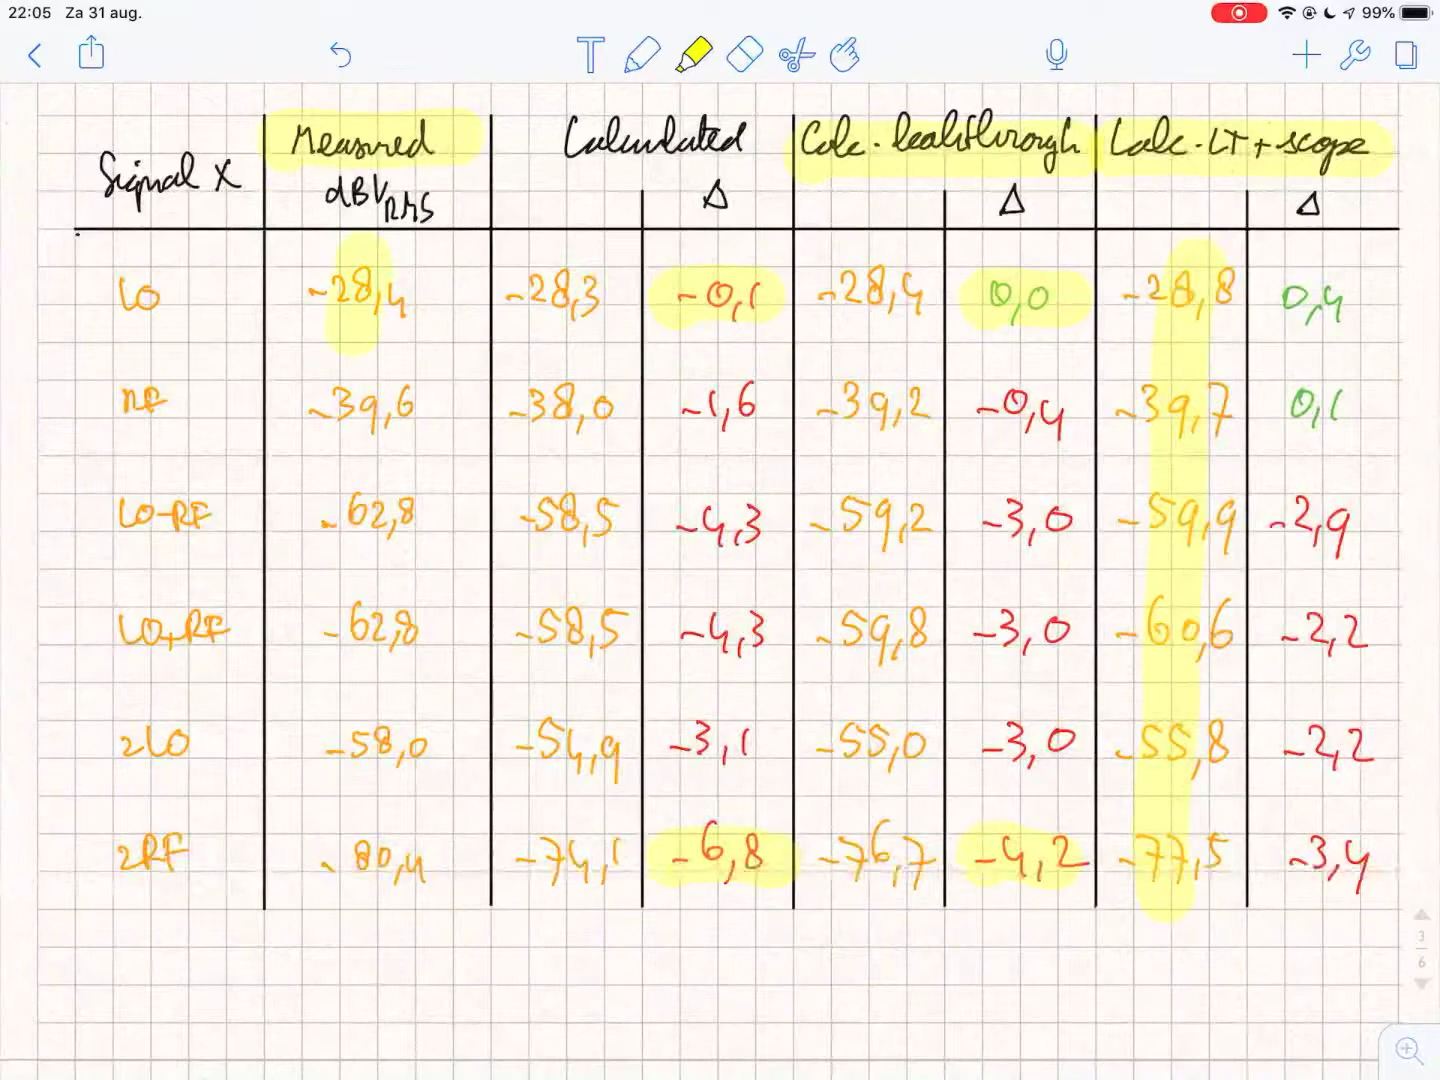 22:05 Za 31 aug. 99%
Signal X Measured Calculated Calc. leakthrough Calc. LT + scope
dBVRMS Δ Δ Δ
LO -28,4 -28,3 -0,1 -28,4 0,0 -28,8 0,4
RF -39,6 -38,0 -1,6 -39,2 -0,4 -39,7 0,1
LO-RF -62,8 -58,5 -4,3 -59,2 -3,0 -59,9 -2,9
LO+RF -62,8 -58,5 -4,3 -59,8 -3,0 -60,6 -2,2
2LO -58,0 -54,9 -3,1 -55,0 -3,0 -55,8 -2,2
2RF -80,4 -74,1 -6,8 -76,7 -4,2 -77,5 -3,4
3
6